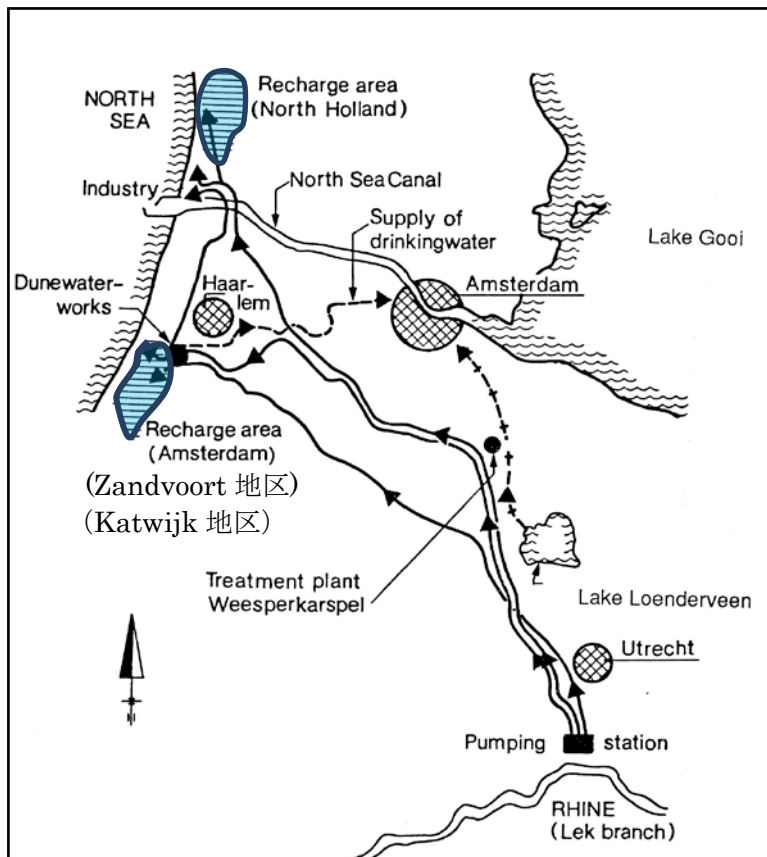 NORTH
SEA
Recharge area
(North Holland)
Industry
North Sea Canal
Supply of
drinkingwater
Lake Gooi
Dunewater-
works
Haar-
lem
Amsterdam
Recharge area
(Amsterdam)
(Zandvoort 地区)
(Katwijk 地区)
Treatment plant
Weesperkarspel
Lake Loenderveen
Utrecht
Pumping station
RHINE
(Lek branch)